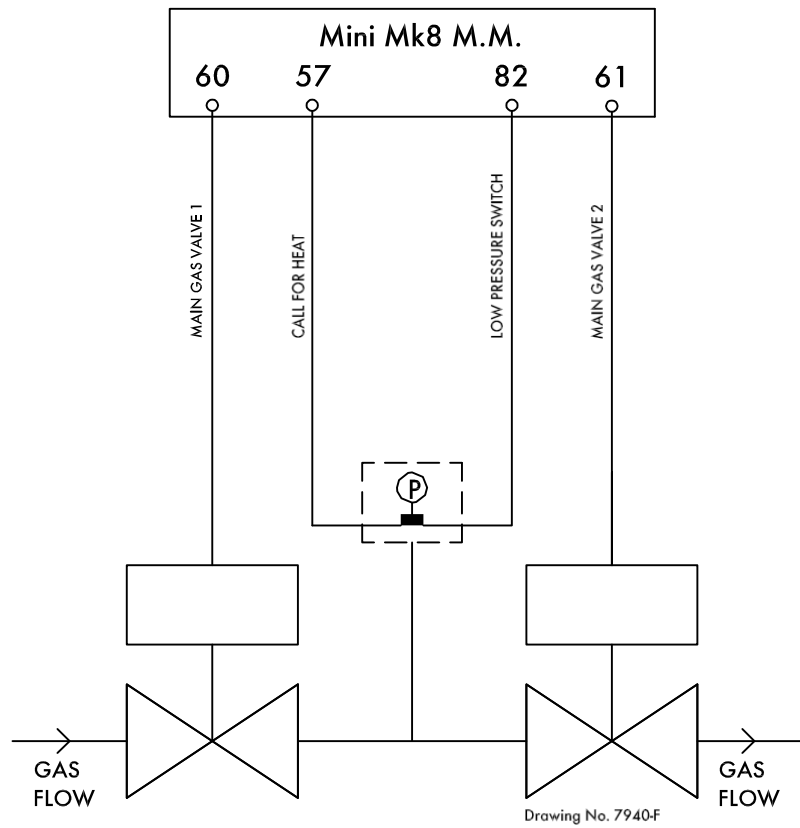 Mini Mk8 M.M.
60 57 82 61
MAIN GAS VALVE 1
CALL FOR HEAT
LOW PRESSURE SWITCH
MAIN GAS VALVE 2
P
GAS
FLOW
GAS
FLOW
Drawing No. 7940-F